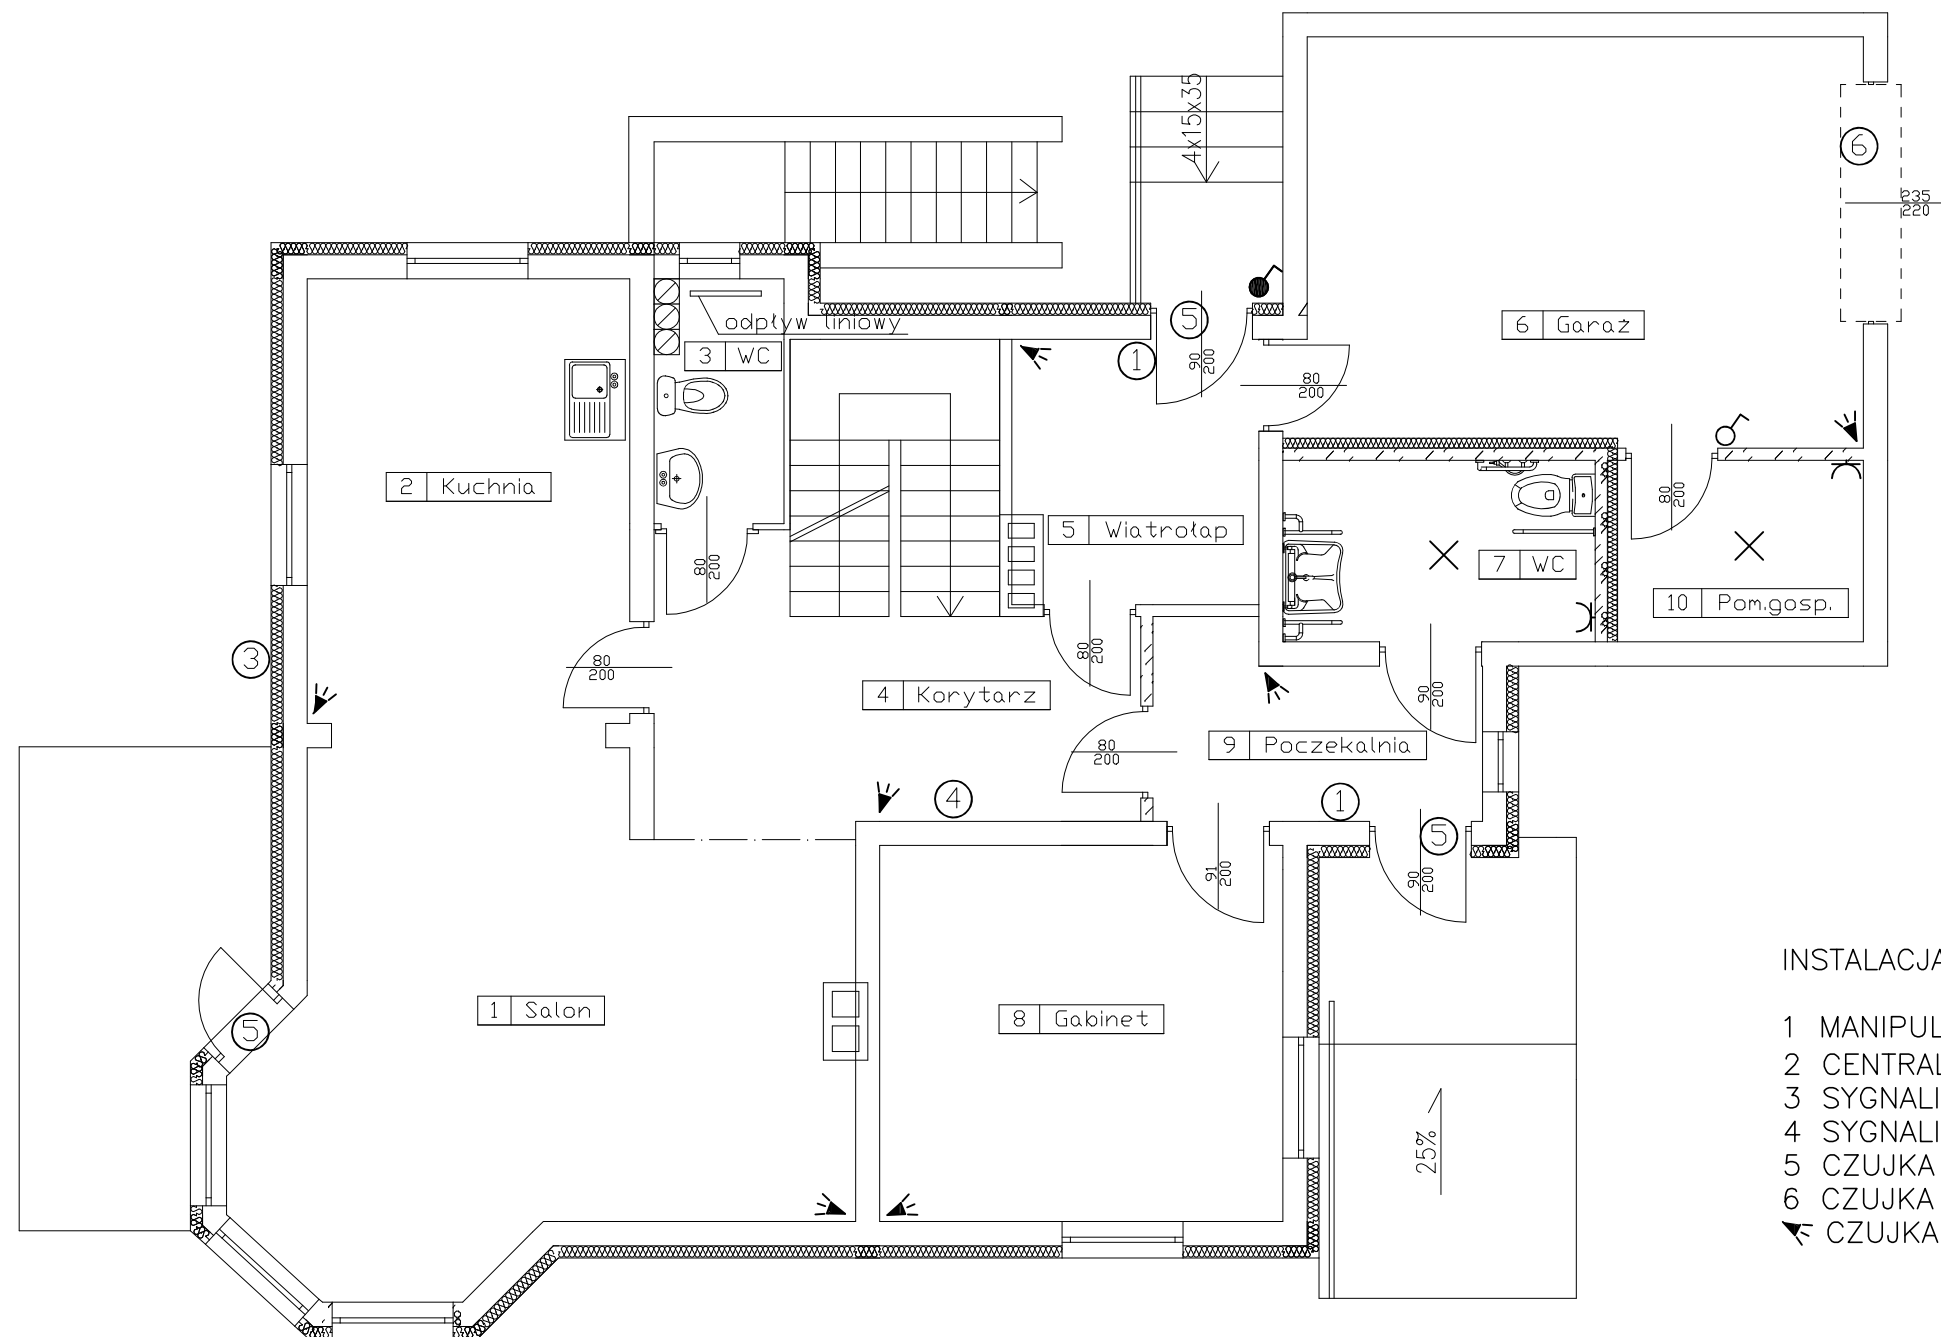 4x15x35
6
235
220
odpływ liniowy
5
6 Garaż
3 WC
1
90
200
80
200
2 Kuchnia
80
200
5 Wiatrołap
80
200
7 WC
10 Pom.gosp.
80
200
3
80
200
90
200
4 Korytarz
9 Poczekalnia
80
200
4
1
5
91
200
90
200
INSTALACJA
1 Salon
8 Gabinet
5
1 MANIPUL
2 CENTRAL
3 SYGNALI
4 SYGNALI
25%
5 CZUJKA
6 CZUJKA
CZUJKA